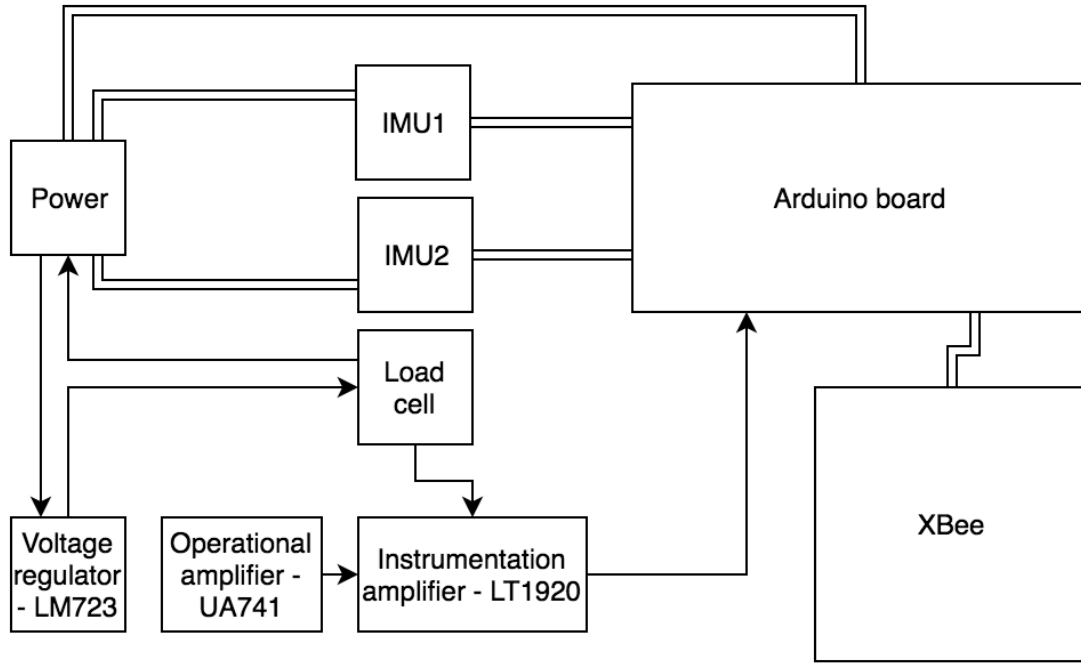 IMU1
Power
Arduino board
IMU2
Load
cell
Voltage
regulator
- LM723
Operational
amplifier -
UA741
Instrumentation
amplifier - LT1920
XBee